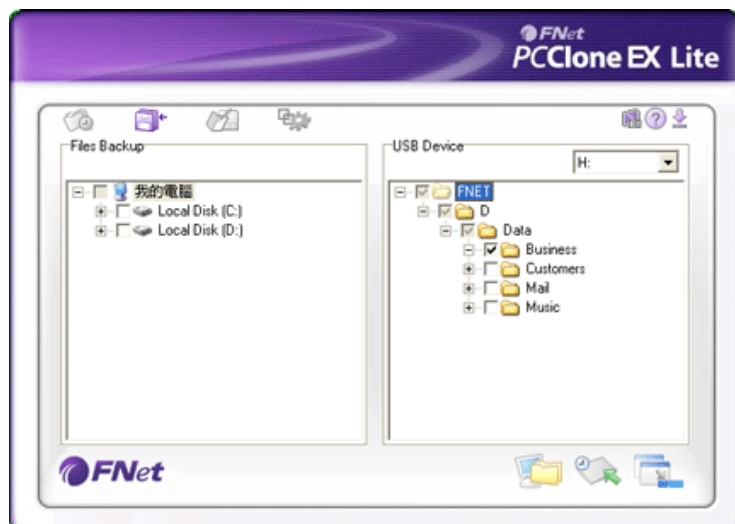 FNet
PCClone EX Lite
Files Backup
USB Device
H:
我的電腦
Local Disk (C:)
Local Disk (D:)
FNET
D
Data
Business
Customers
Mail
Music
FNet